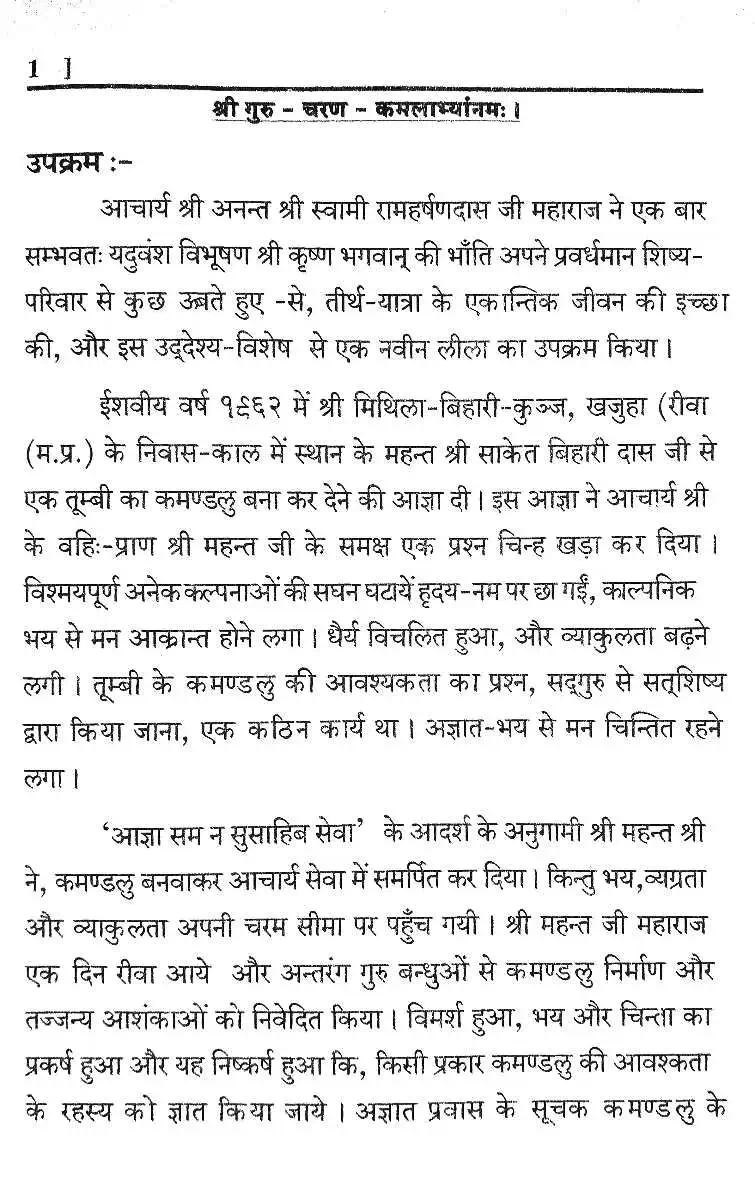 1 ]
श्री गुरु - चरण - कमलाभ्यांनमः।
उपक्रम :-
आचार्य श्री अनन्त श्री स्वामी रामहर्षणदास जी महाराज ने एक बार
सम्भवतः यदुवंश विभूषण श्री कृष्ण भगवान् की भाँति अपने प्रवर्धमान शिष्य-
परिवार से कुछ उबते हुए -से, तीर्थ-यात्रा के एकान्तिक जीवन की इच्छा
की, और इस उद्देश्य-विशेष से एक नवीन लीला का उपक्रम किया।
ईशवीय वर्ष १९६२ में श्री मिथिला-बिहारी-कुञ्ज, खजुहा (रीवा
(म.प्र.) के निवास-काल में स्थान के महन्त श्री साकेत बिहारी दास जी से
एक तूम्बी का कमण्डलु बना कर देने की आज्ञा दी। इस आज्ञा ने आचार्य श्री
के वहिः-प्राण श्री महन्त जी के समक्ष एक प्रश्न चिन्ह खड़ा कर दिया।
विश्मयपूर्ण अनेक कल्पनाओं की सघन घटायें हृदय-नम पर छा गईं, काल्पनिक
भय से मन आक्रान्त होने लगा। धैर्य विचलित हुआ, और व्याकुलता बढ़ने
लगी। तूम्बी के कमण्डलु की आवश्यकता का प्रश्न, सद्गुरु से सत्शिष्य
द्वारा किया जाना, एक कठिन कार्य था। अज्ञात-भय से मन चिन्तित रहने
लगा।
‘आज्ञा सम न सुसाहिब सेवा’ के आदर्श के अनुगामी श्री महन्त श्री
ने, कमण्डलु बनवाकर आचार्य सेवा में समर्पित कर दिया। किन्तु भय,व्यग्रता
और व्याकुलता अपनी चरम सीमा पर पहुँच गयी। श्री महन्त जी महाराज
एक दिन रीवा आये और अन्तरंग गुरु बन्धुओं से कमण्डलु निर्माण और
तज्जन्य आशंकाओं को निवेदित किया। विमर्श हुआ, भय और चिन्ता का
प्रकर्ष हुआ और यह निष्कर्ष हुआ कि, किसी प्रकार कमण्डलु की आवश्कता
के रहस्य को ज्ञात किया जाये। अज्ञात प्रवास के सूचक कमण्डलु के